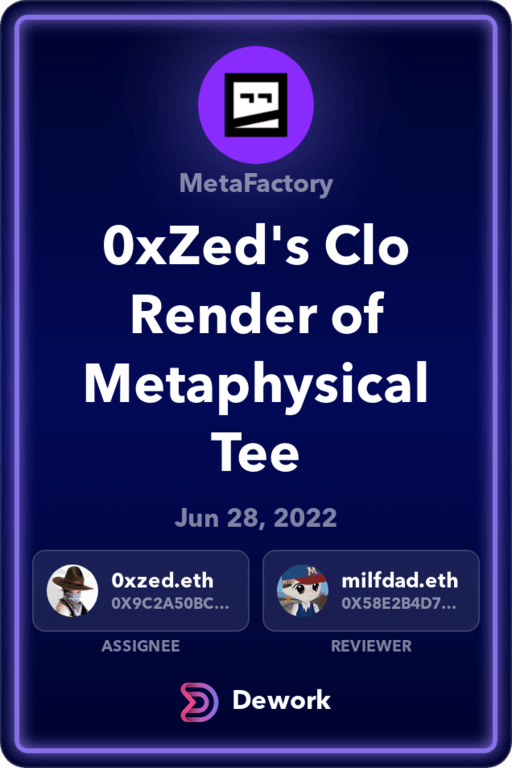 MetaFactory
0xZed's Clo
Render of
Metaphysical
Tee
Jun 28, 2022
0xzed.eth
0X9C2A50BC...
ASSIGNEE
milfdad.eth
0X58E2B4D7...
REVIEWER
Dework